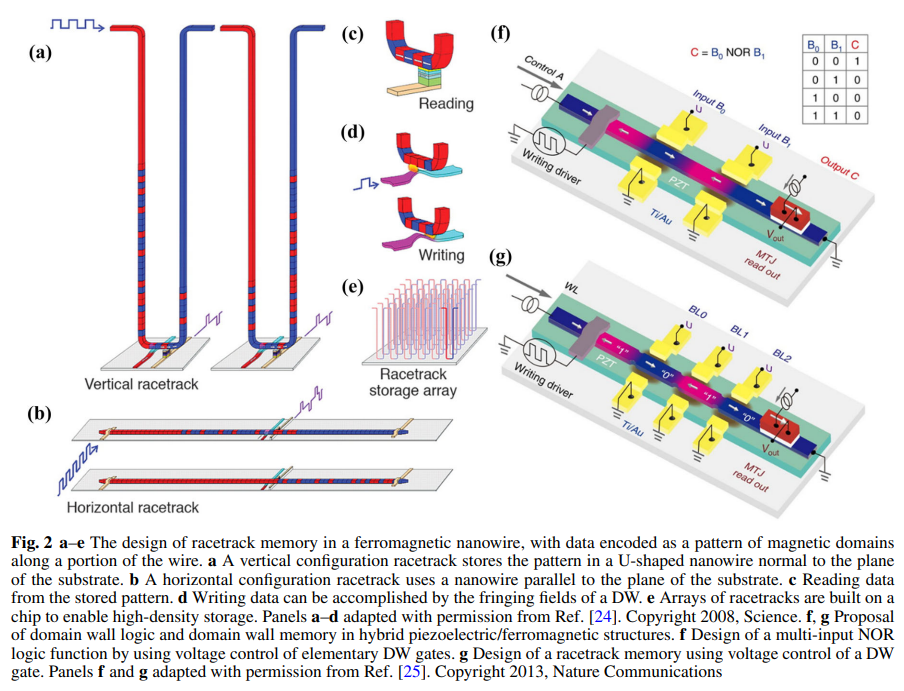 (a)
Vertical racetrack
(b)
Horizontal racetrack
(c)
Reading
(d)
Writing
(e)
Racetrack
storage array
(f)
C = B0 NOR B1
B0 B1 C
0 0 1
0 1 0
1 0 0
1 1 0
Control A
Input B0
U
Input B1
U
Output C
Writing driver
PZT
Ti/Au
Vout
MTJ
read out
(g)
WL
BL0
U
BL1
U
BL2
U
"1"
"0"
"1"
"0"
PZT
Writing driver
Ti/Au
Vout
MTJ
read out
Fig. 2 a–e The design of racetrack memory in a ferromagnetic nanowire, with data encoded as a pattern of magnetic domains
along a portion of the wire. a A vertical configuration racetrack stores the pattern in a U-shaped nanowire normal to the plane
of the substrate. b A horizontal configuration racetrack uses a nanowire parallel to the plane of the substrate. c Reading data
from the stored pattern. d Writing data can be accomplished by the fringing fields of a DW. e Arrays of racetracks are built on a
chip to enable high-density storage. Panels a–d adapted with permission from Ref. [24]. Copyright 2008, Science. f, g Proposal
of domain wall logic and domain wall memory in hybrid piezoelectric/ferromagnetic structures. f Design of a multi-input NOR
logic function by using voltage control of elementary DW gates. g Design of a racetrack memory using voltage control of a DW
gate. Panels f and g adapted with permission from Ref. [25]. Copyright 2013, Nature Communications